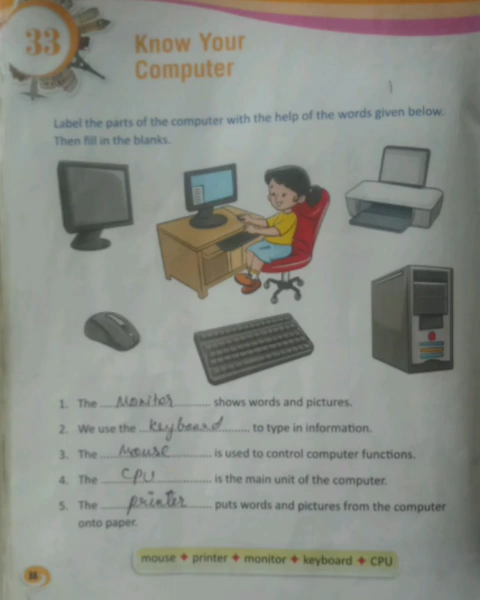 33
Know Your
Computer
Label the parts of the computer with the help of the words given below.
Then fill in the blanks.
1. The ...Monitor... shows words and pictures.
2. We use the ...keyboard... to type in information.
3. The ...Mouse... is used to control computer functions.
4. The ...CPU... is the main unit of the computer.
5. The ...printer... puts words and pictures from the computer
onto paper.
mouse ✦ printer ✦ monitor ✦ keyboard ✦ CPU